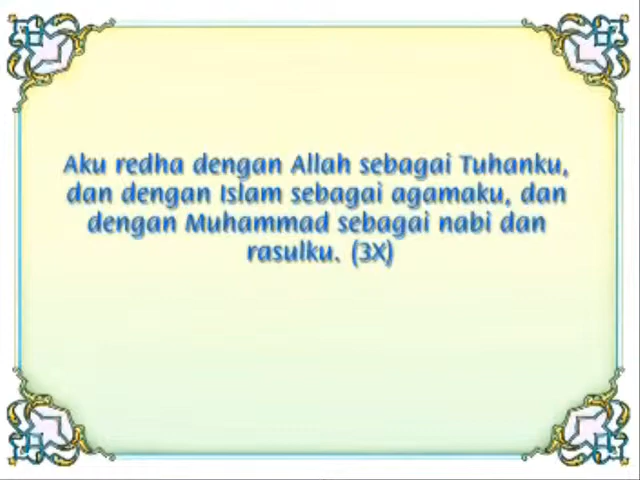 Aku redha dengan Allah sebagai Tuhanku,
dan dengan Islam sebagai agamaku, dan
dengan Muhammad sebagai nabi dan
rasulku. (3X)